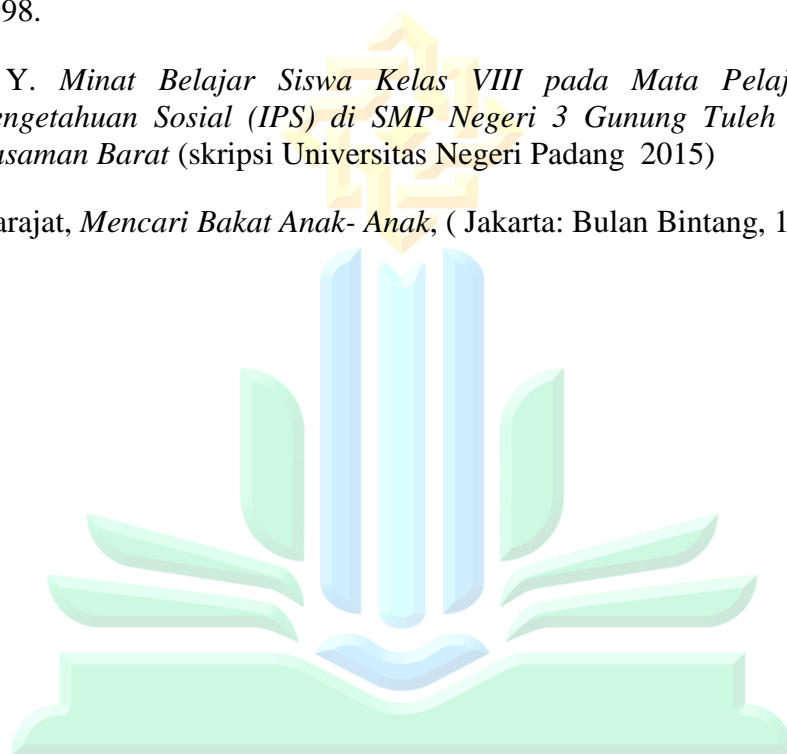 98.
Y. Minat Belajar Siswa Kelas VIII pada Mata Pelaj
engetahuan Sosial (IPS) di SMP Negeri 3 Gunung Tuleh
asaman Barat (skripsi Universitas Negeri Padang 2015)
arajat, Mencari Bakat Anak- Anak, ( Jakarta: Bulan Bintang, 1